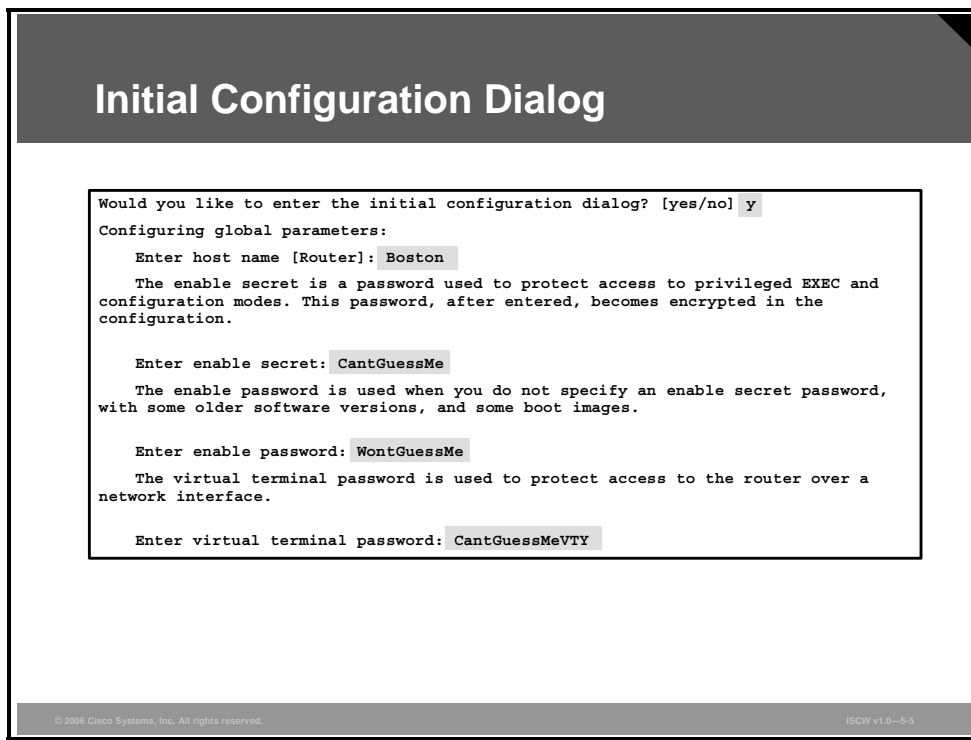 Initial Configuration Dialog
Would you like to enter the initial configuration dialog? [yes/no] y
Configuring global parameters:
Enter host name [Router]: Boston
The enable secret is a password used to protect access to privileged EXEC and
configuration modes. This password, after entered, becomes encrypted in the
configuration.
Enter enable secret: CantGuessMe
The enable password is used when you do not specify an enable secret password,
with some older software versions, and some boot images.
Enter enable password: WontGuessMe
The virtual terminal password is used to protect access to the router over a
network interface.
Enter virtual terminal password: CantGuessMeVTY
© 2006 Cisco Systems, Inc. All rights reserved.
ISCW v1.0—5-5